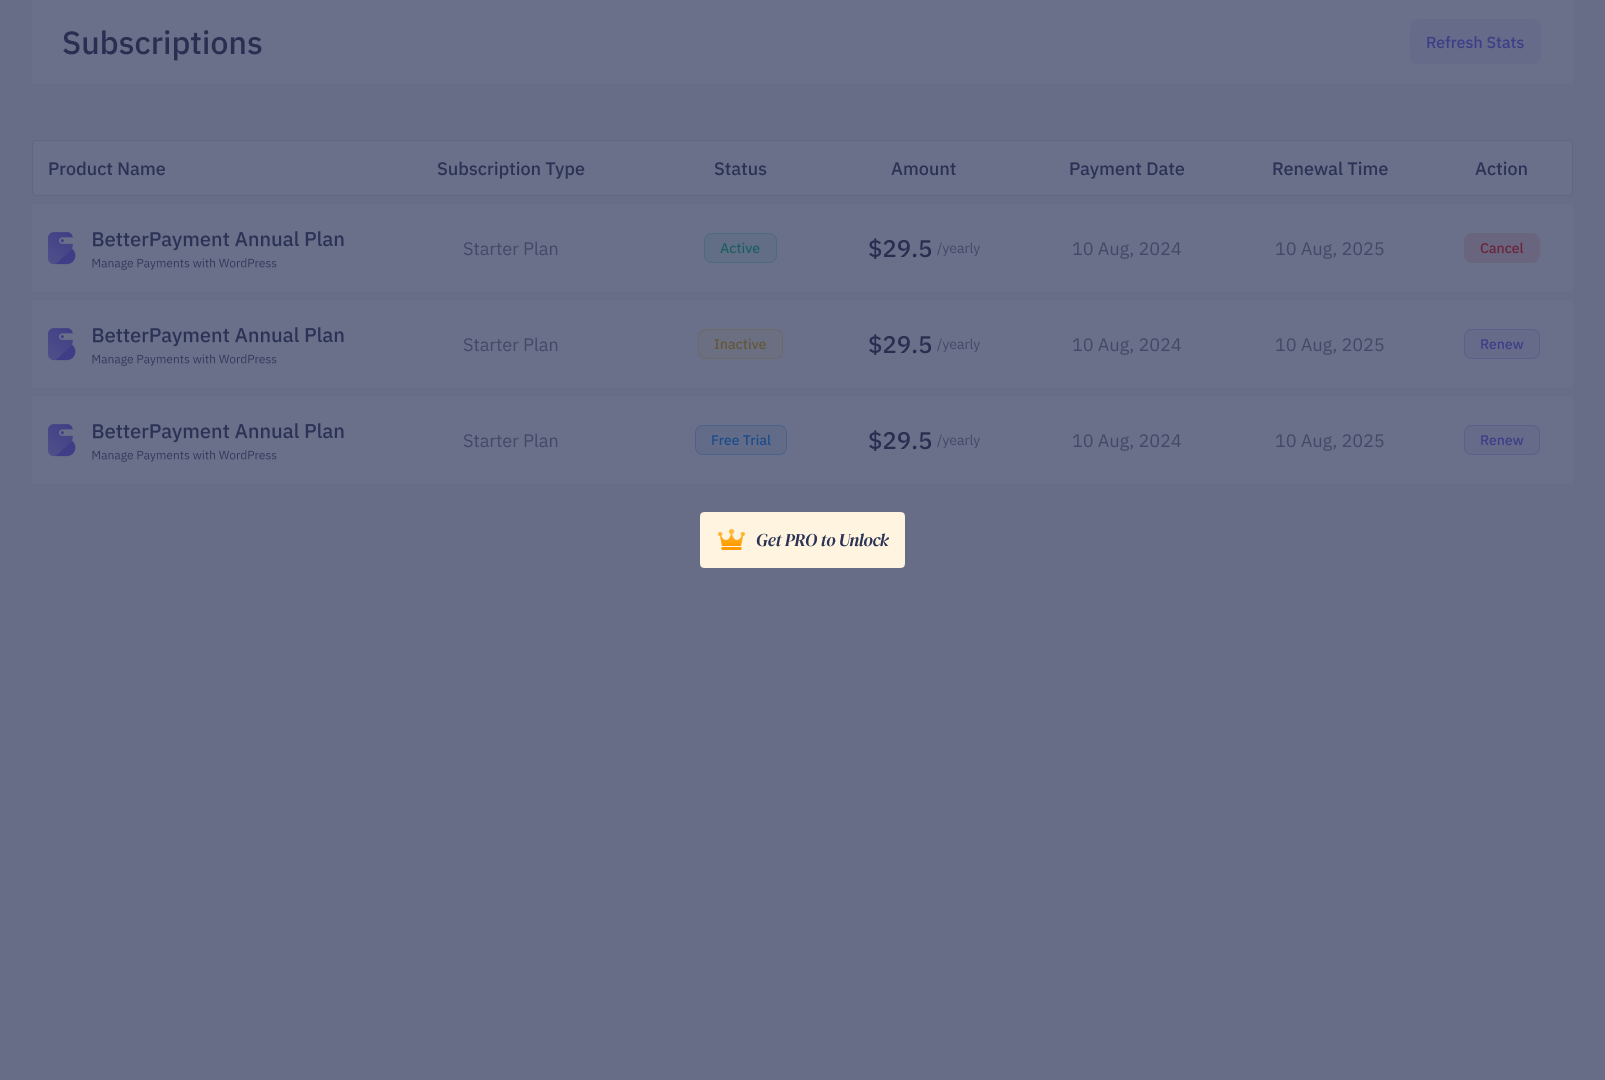 Subscriptions
Refresh Stats
Product Name Subscription Type Status Amount Payment Date Renewal Time Action
BetterPayment Annual Plan
Manage Payments with WordPress
Starter Plan Active $29.5 /yearly 10 Aug, 2024 10 Aug, 2025 Cancel
BetterPayment Annual Plan
Manage Payments with WordPress
Starter Plan Inactive $29.5 /yearly 10 Aug, 2024 10 Aug, 2025 Renew
BetterPayment Annual Plan
Manage Payments with WordPress
Starter Plan Free Trial $29.5 /yearly 10 Aug, 2024 10 Aug, 2025 Renew
Get PRO to Unlock